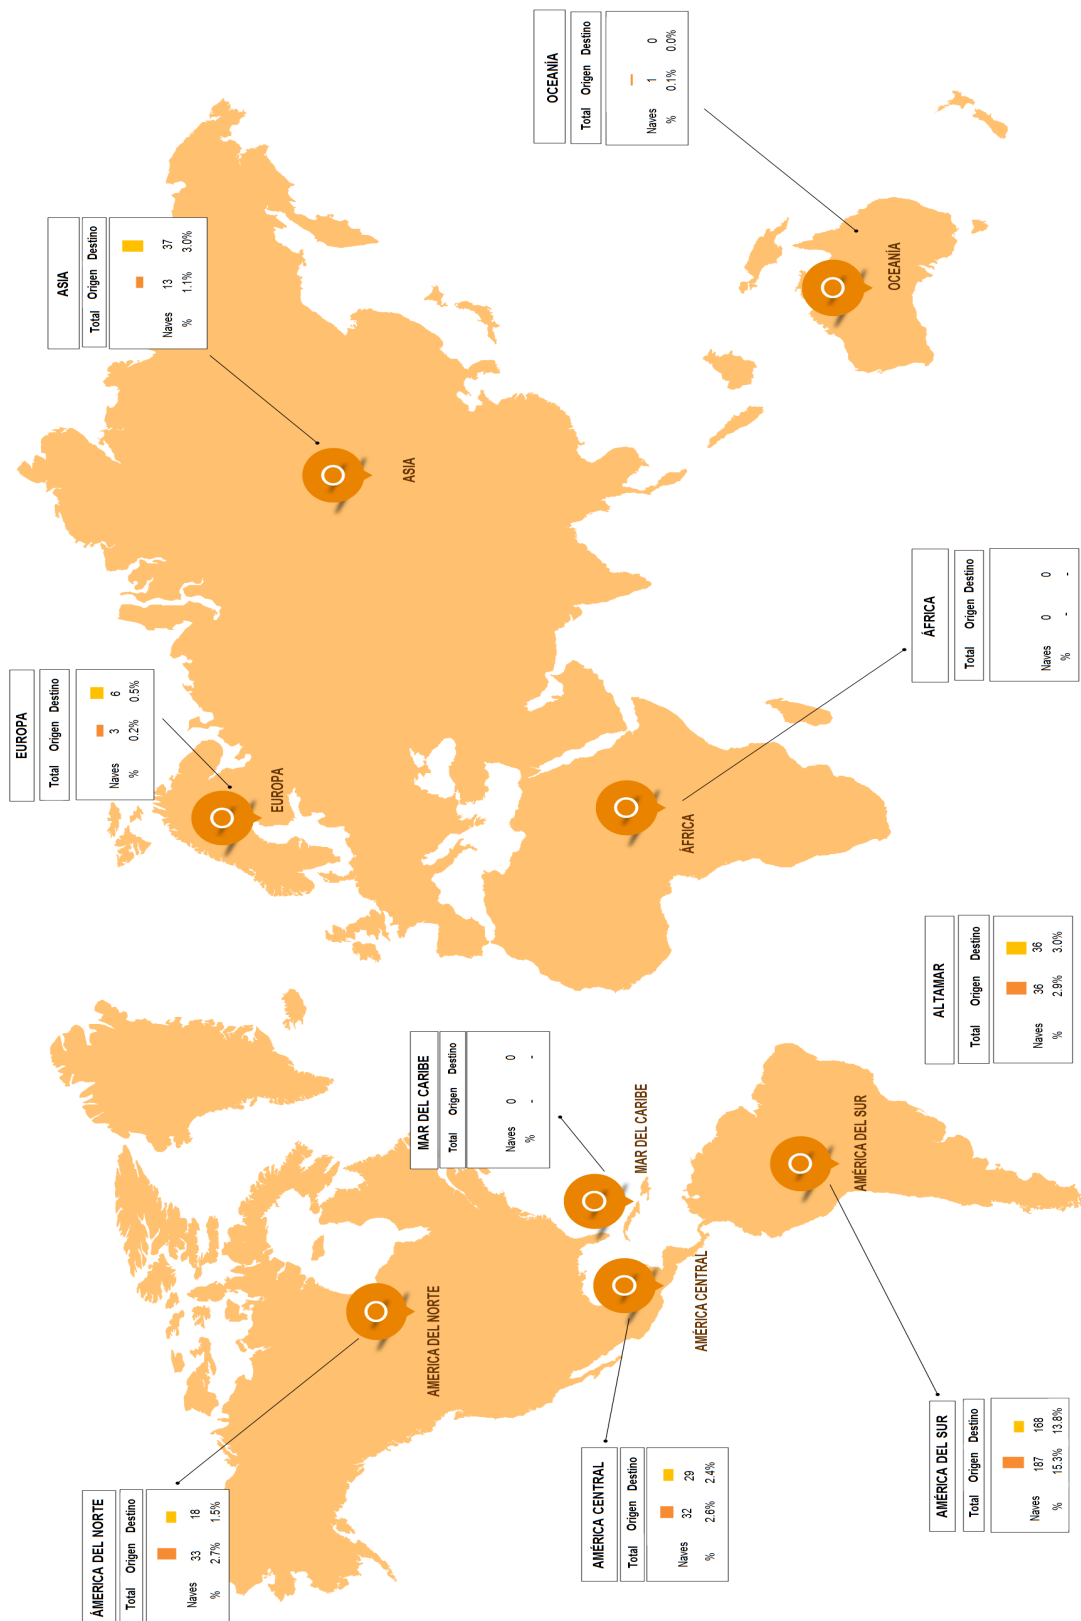 EUROPA
Total Origen Destino
Naves 3 6
% 0.2% 0.5%
ASIA
Total Origen Destino
Naves 13 37
% 1.1% 3.0%
OCEANÍA
Total Origen Destino
Naves 1 0
% 0.1% 0.0%
ÁMERICA DEL NORTE
Total Origen Destino
Naves 33 18
% 2.7% 1.5%
MAR DEL CARIBE
Total Origen Destino
Naves 0 0
% - -
AMÉRICA CENTRAL
Total Origen Destino
Naves 32 29
% 2.6% 2.4%
AMÉRICA DEL SUR
Total Origen Destino
Naves 187 168
% 15.3% 13.8%
ALTAMAR
Total Origen Destino
Naves 36 36
% 2.9% 3.0%
ÁFRICA
Total Origen Destino
Naves 0 0
% - -
EUROPA
ASIA
AMERICA DEL NORTE
MAR DEL CARIBE
AMÉRICA CENTRAL
ÁFRICA
AMÉRICA DEL SUR
OCEANÍA